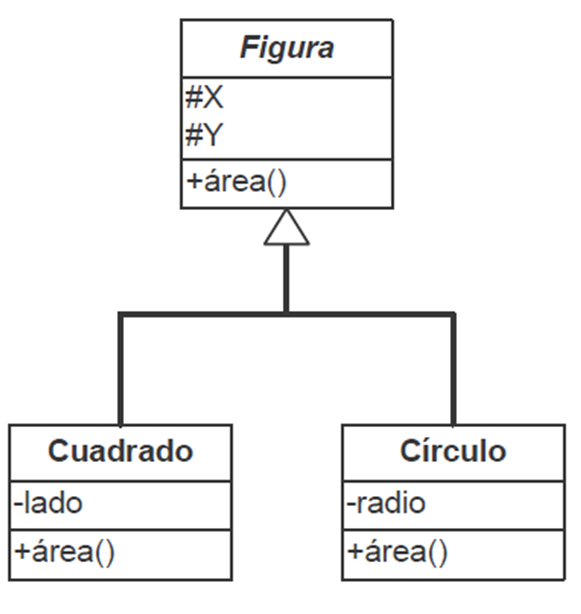 Figura
#X
#Y
+área()
Cuadrado
-lado
+área()
Círculo
-radio
+área()